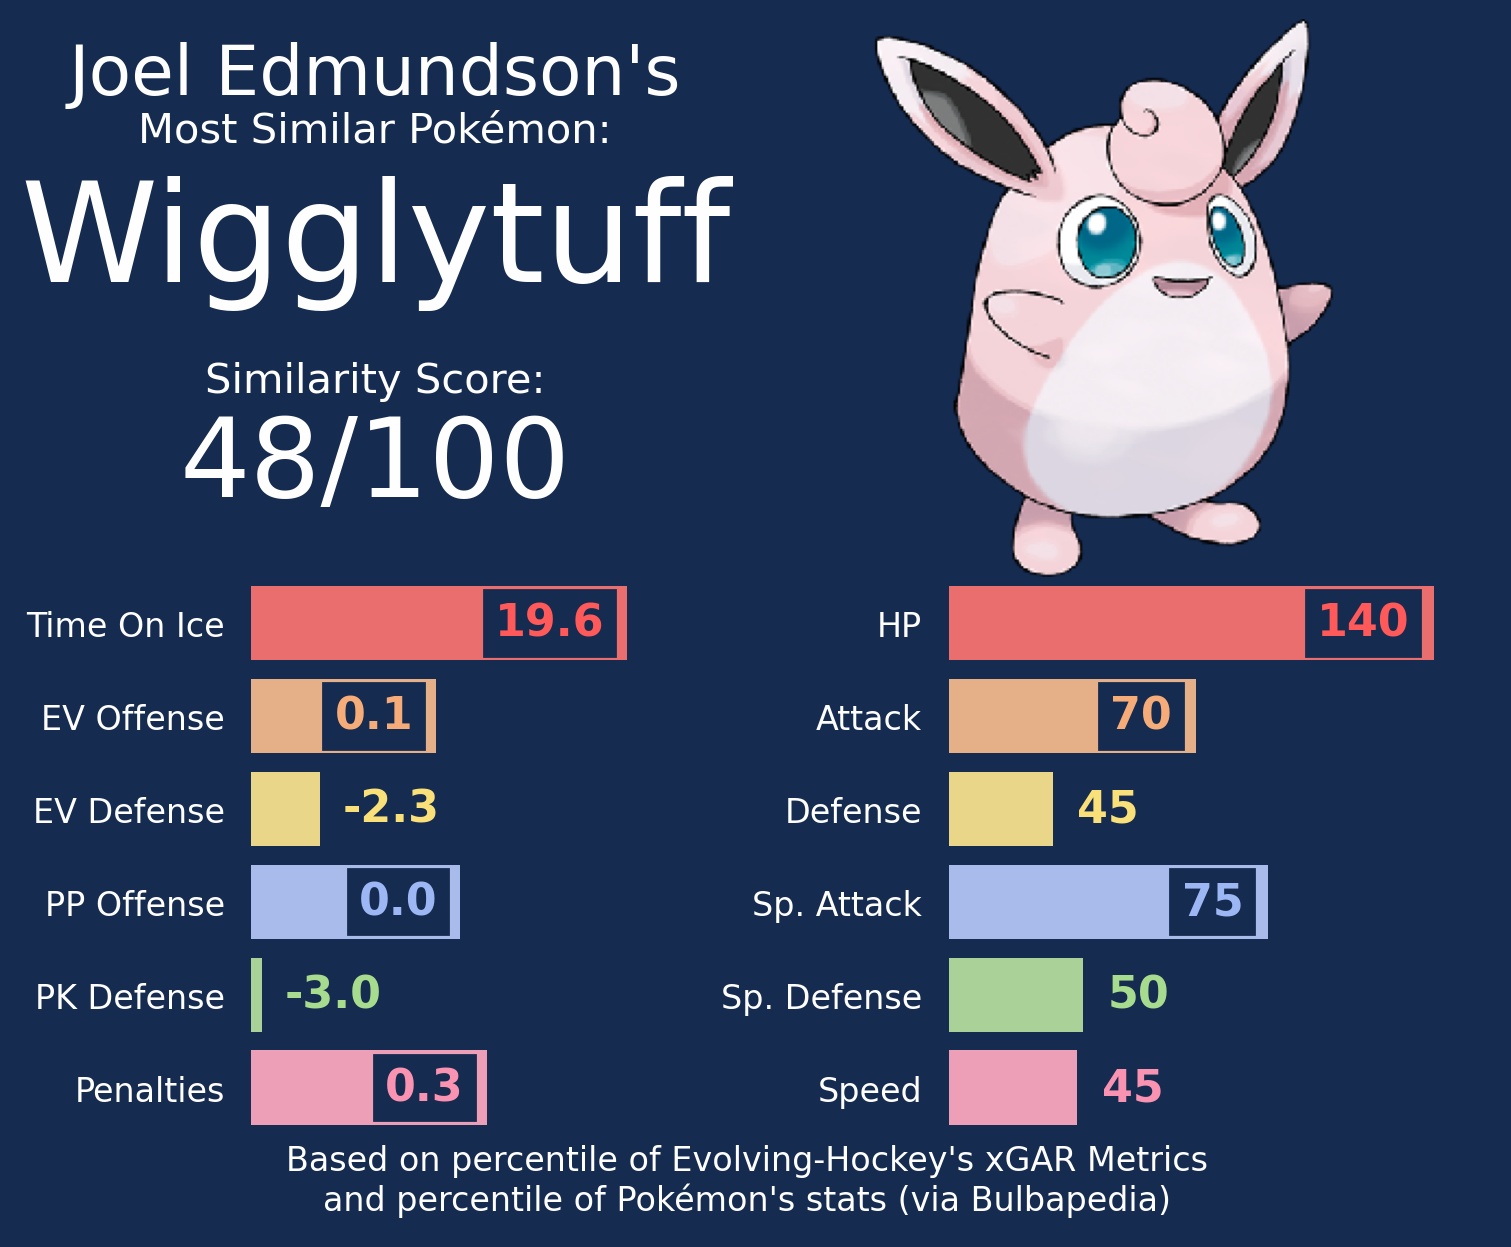 Joel Edmundson's
Most Similar Pokémon:
Wigglytuff
Similarity Score:
48/100
Time On Ice 19.6
EV Offense 0.1
EV Defense -2.3
PP Offense 0.0
PK Defense -3.0
Penalties 0.3
HP 140
Attack 70
Defense 45
Sp. Attack 75
Sp. Defense 50
Speed 45
Based on percentile of Evolving-Hockey's xGAR Metrics
and percentile of Pokémon's stats (via Bulbapedia)